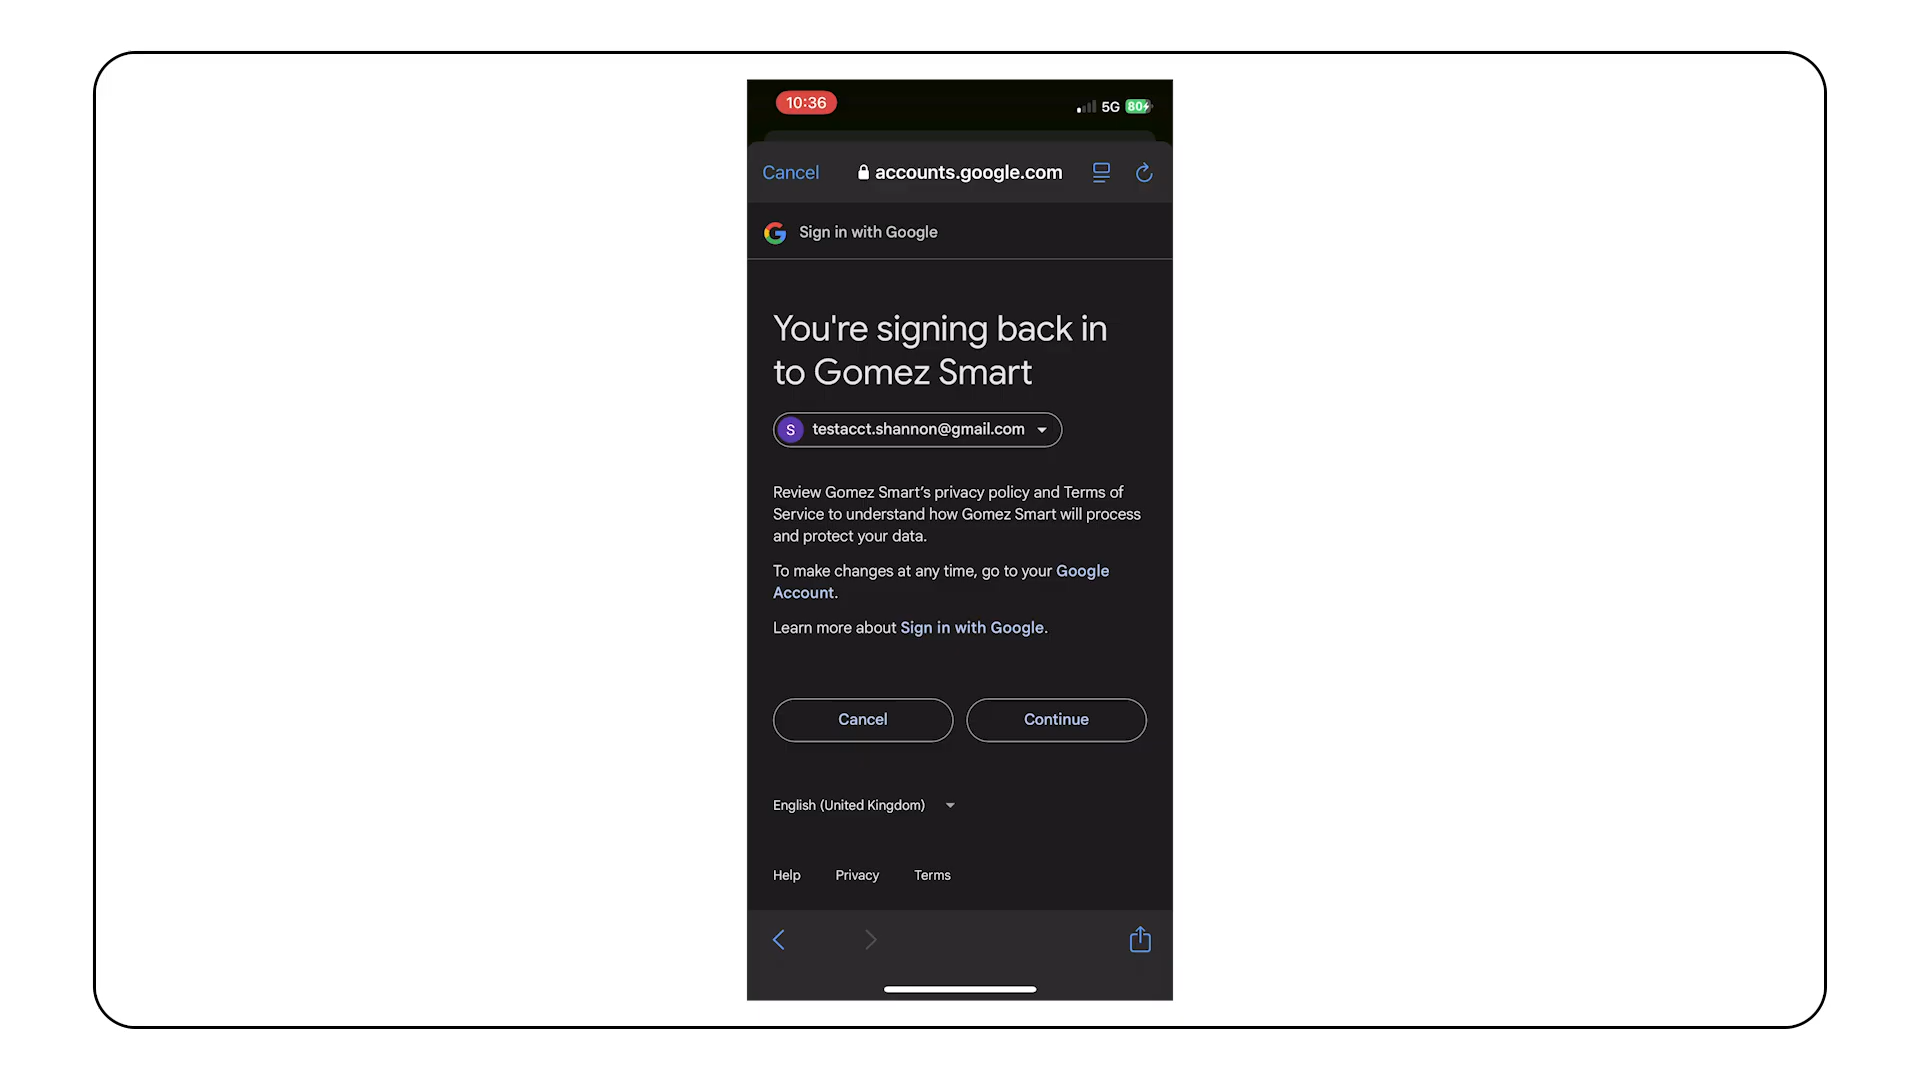 10:36
5G 80
Cancel accounts.google.com
Sign in with Google
You're signing back in
to Gomez Smart
S testacct.shannon@gmail.com
Review Gomez Smart’s privacy policy and Terms of
Service to understand how Gomez Smart will process
and protect your data.
To make changes at any time, go to your Google
Account.
Learn more about Sign in with Google.
Cancel Continue
English (United Kingdom)
Help Privacy Terms